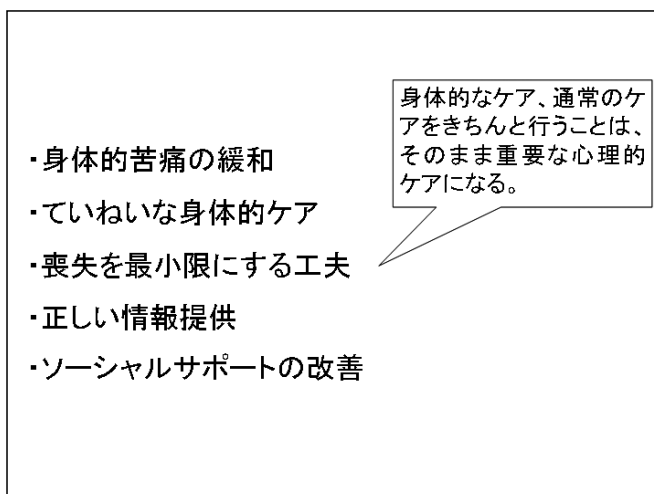 ・身体的苦痛の緩和
・ていねいな身体的ケア
・喪失を最小限にする工夫
・正しい情報提供
・ソーシャルサポートの改善
身体的なケア、通常のケ
アをきちんと行うことは、
そのまま重要な心理的
ケアになる。